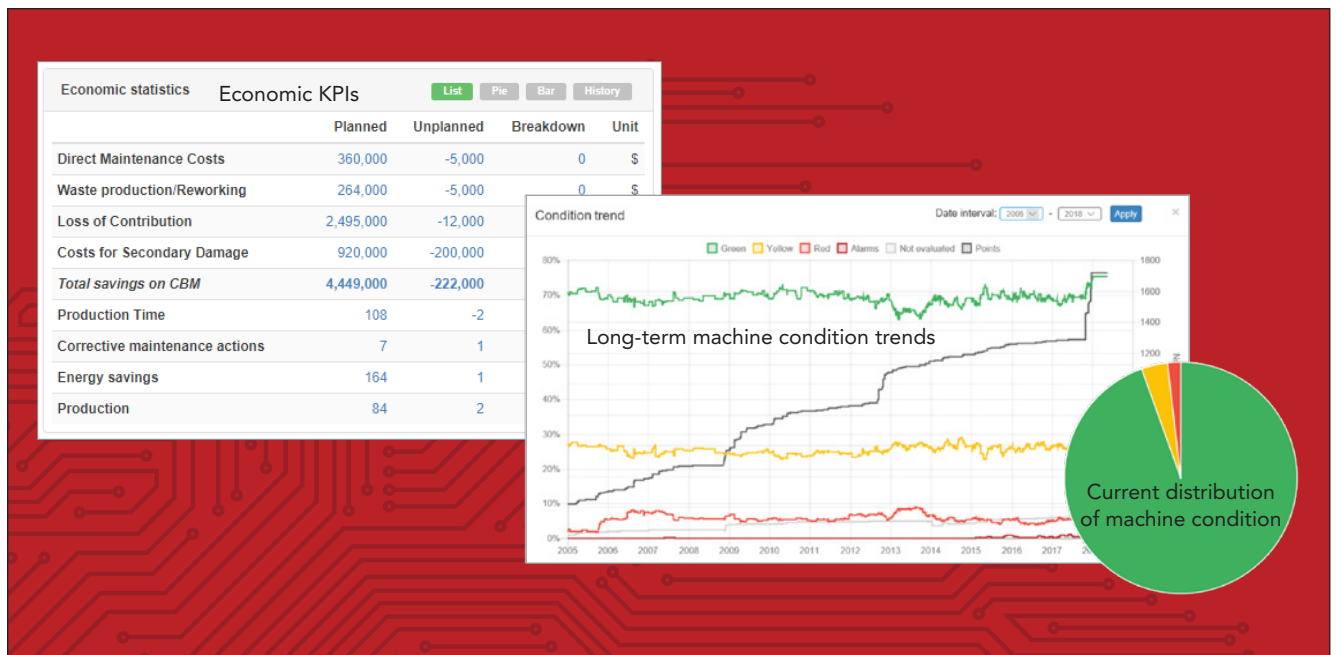 Economic statistics Economic KPIs List Pie Bar History
Planned Unplanned Breakdown Unit
Direct Maintenance Costs 360,000 -5,000 0 $
Waste production/Reworking 264,000 -5,000 0 $
Loss of Contribution 2,495,000 -12,000
Costs for Secondary Damage 920,000 -200,000
Total savings on CBM 4,449,000 -222,000
Production Time 108 -2
Corrective maintenance actions 7 1
Energy savings 164 1
Production 84 2
Condition trend Date interval: 2005 - 2018 Apply ×
Green Yellow Red Alarms Not evaluated Points
80% 1800
70% 1600
60% 1400
50% 1200
40%
30%
20%
10%
0%
2005 2006 2007 2008 2009 2010 2011 2012 2013 2014 2015 2016 2017
Long-term machine condition trends
Current distribution
of machine condition